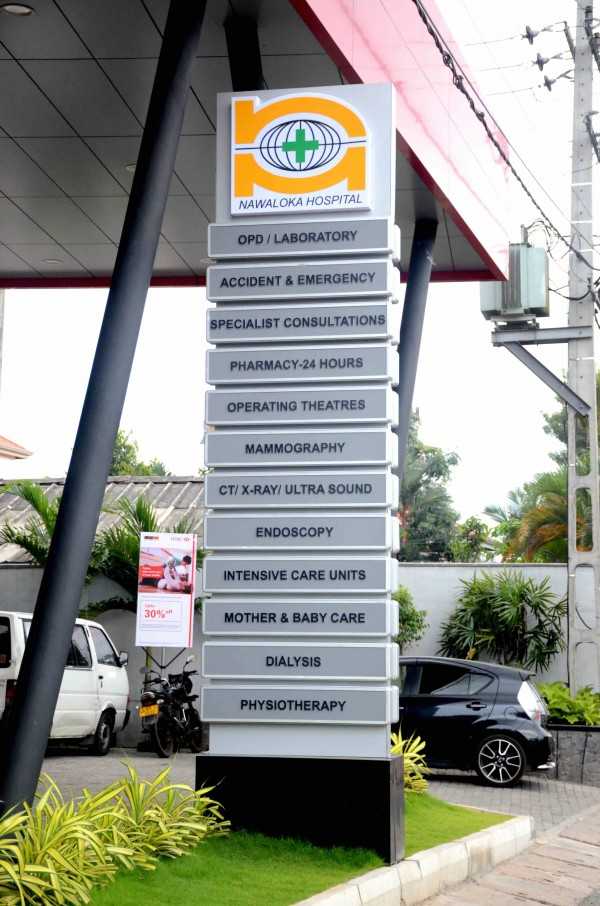 NAWALOKA HOSPITAL
OPD / LABORATORY
ACCIDENT & EMERGENCY
SPECIALIST CONSULTATIONS
PHARMACY-24 HOURS
OPERATING THEATRES
MAMMOGRAPHY
CT/ X-RAY/ ULTRA SOUND
ENDOSCOPY
INTENSIVE CARE UNITS
MOTHER & BABY CARE
DIALYSIS
PHYSIOTHERAPY
30% off